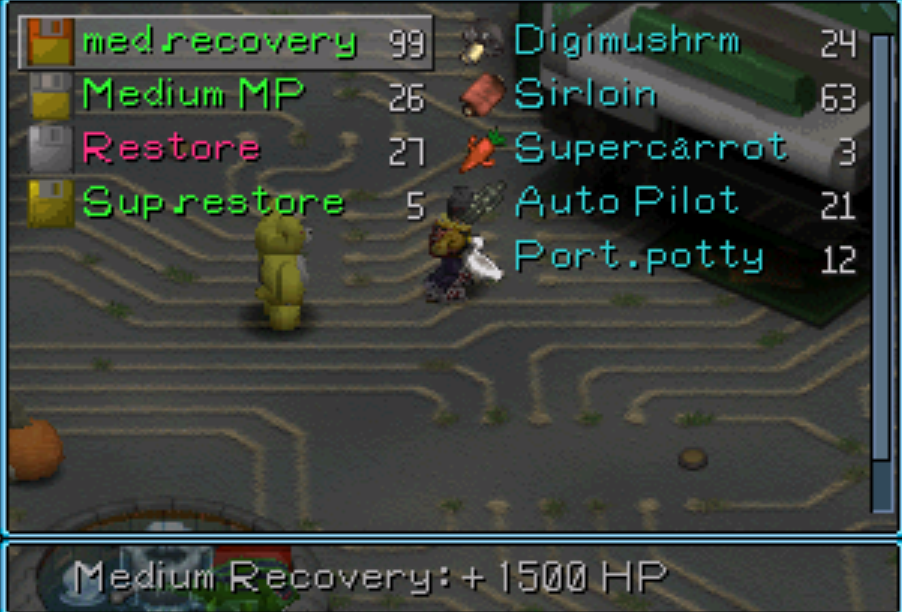 med.recovery 99
Medium MP 26
Restore 27
Sup.restore 5
Digimushrm 24
Sirloin 63
Supercarrot 3
Auto Pilot 21
Port.potty 12
Medium Recovery:+ 1500 HP